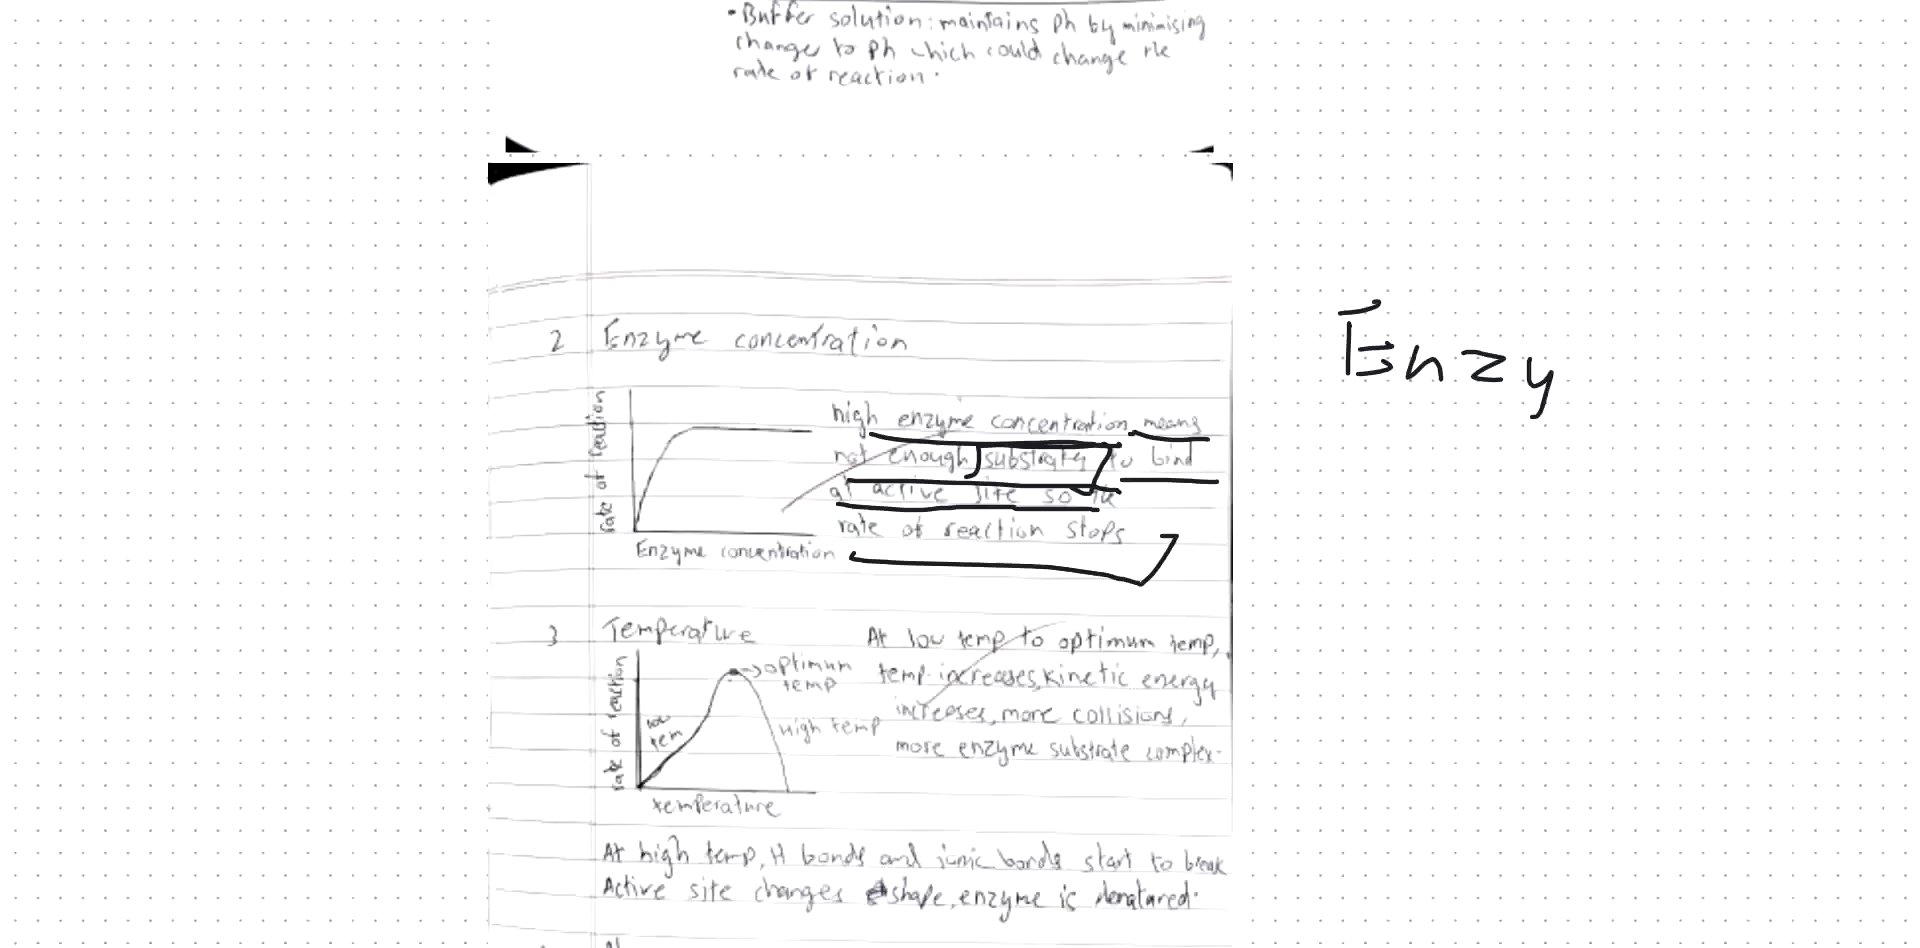 • Buffer solution: maintains Ph by minimising
changes to Ph which could change the
rate of reaction.
2 Enzyme concentration
Enzy
rate of reaction
high enzyme concentration means
not enough substrates to bind
at active site so the
rate of reaction stops
Enzyme concentration
3 Temperature
At low temp to optimum temp,
optimum
temp
temp increases, kinetic energy
increases, more collisions,
low
tem
high temp
more enzyme substrate complex.
rate of reaction
temperature
At high temp, H bonds and ionic bonds start to break
Active site changes shape, enzyme is denatured.